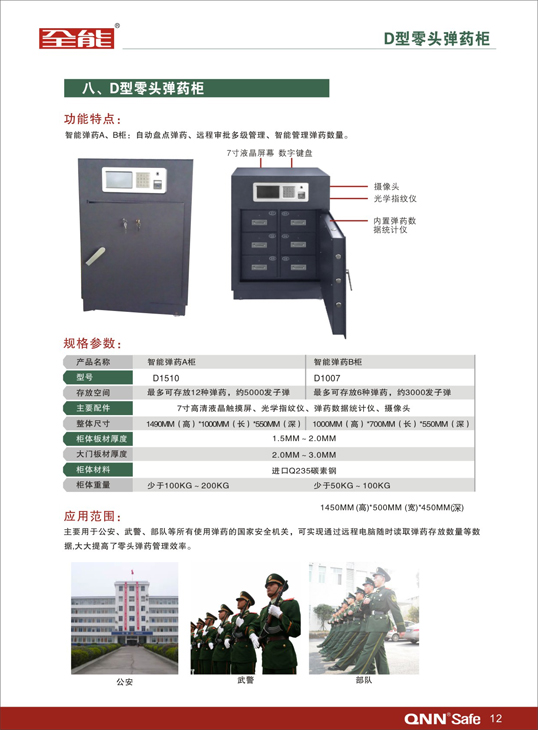 全能®
D型零头弹药柜
八、D型零头弹药柜
功能特点：
智能弹药A、B柜：自动盘点弹药、远程审批多级管理、智能管理弹药数量。
7寸液晶屏幕 数字键盘
摄像头
光学指纹仪
内置弹药数
据统计仪
规格参数：
产品名称 智能弹药A柜 智能弹药B柜
型号 D1510 D1007
存放空间 最多可存放12种弹药，约5000发子弹 最多可存放6种弹药，约3000发子弹
主要配件 7寸高清液晶触摸屏、光学指纹仪、弹药数据统计仪、摄像头
整体尺寸 1490MM（高）*1000MM（长）*550MM（深） 1000MM（高）*700MM（长）*550MM（深）
柜体板材厚度 1.5MM ~ 2.0MM
大门板材厚度 2.0MM ~ 3.0MM
柜体材料 进口Q235碳素钢
柜体重量 少于100KG ~ 200KG 少于50KG ~ 100KG
1450MM (高)*500MM (宽)*450MM(深)
应用范围：
主要用于公安、武警、部队等所有使用弹药的国家安全机关，可实现通过远程电脑随时读取弹药存放数量等数
据,大大提高了零头弹药管理效率。
公安
武警
部队
QNN® Safe 12